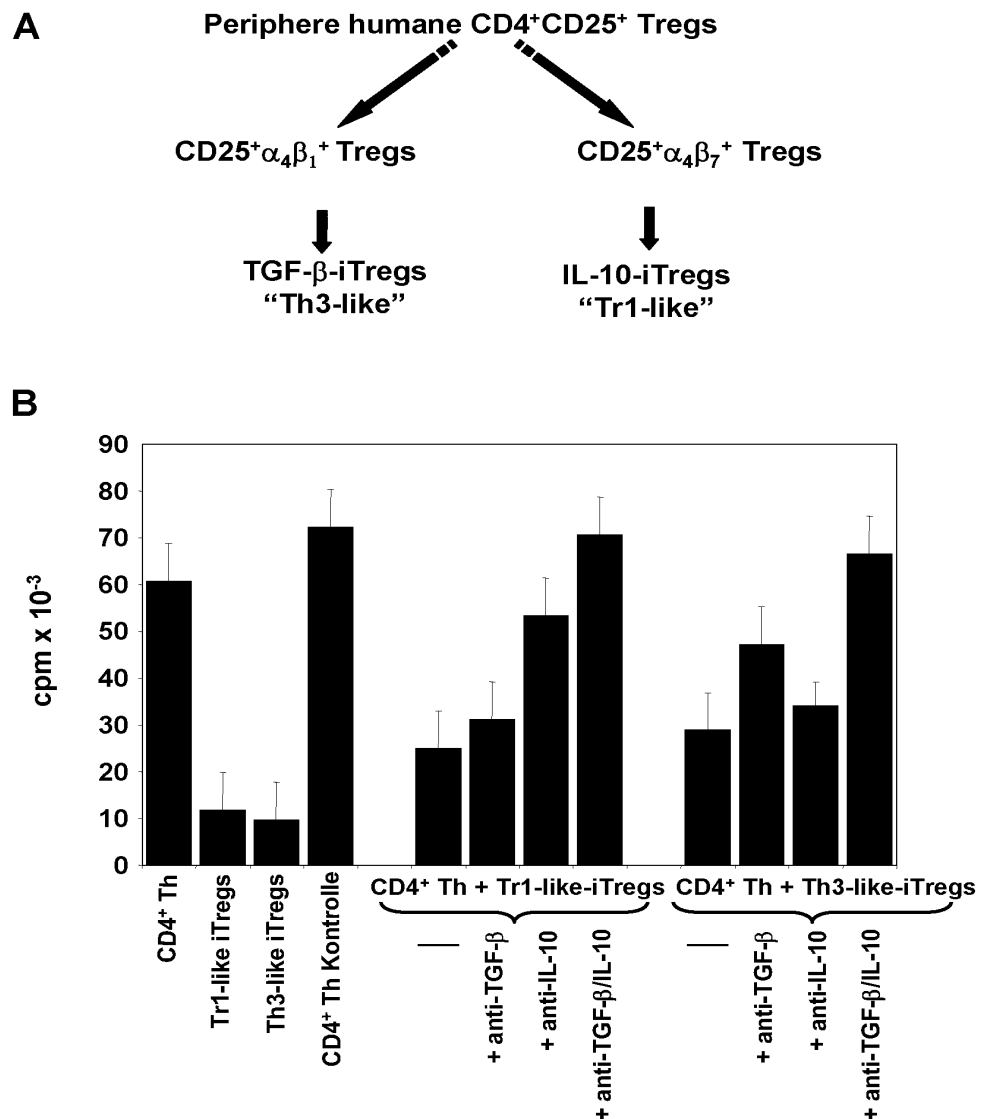 A
Periphere humane CD4⁺CD25⁺ Tregs
CD25⁺α₄β₁⁺ Tregs
CD25⁺α₄β₇⁺ Tregs
TGF-β-iTregs
“Th3-like”
IL-10-iTregs
“Tr1-like”
B
90
80
70
60
50
40
30
20
10
0
cpm x 10⁻³
CD4⁺ Th
Tr1-like iTregs
Th3-like iTregs
CD4⁺ Th Kontrolle
CD4⁺ Th + Tr1-like-iTregs
—
+ anti-TGF-β
+ anti-IL-10
+ anti-TGF-β/IL-10
CD4⁺ Th + Th3-like-iTregs
—
+ anti-TGF-β
+ anti-IL-10
+ anti-TGF-β/IL-10